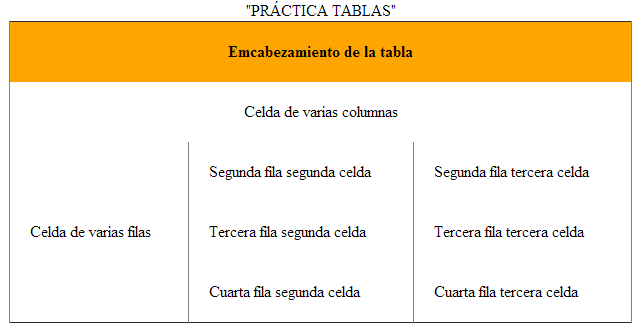 "PRÁCTICA TABLAS"
Emcabezamiento de la tabla
Celda de varias columnas
Segunda fila segunda celda Segunda fila tercera celda
Celda de varias filas Tercera fila segunda celda Tercera fila tercera celda
Cuarta fila segunda celda Cuarta fila tercera celda